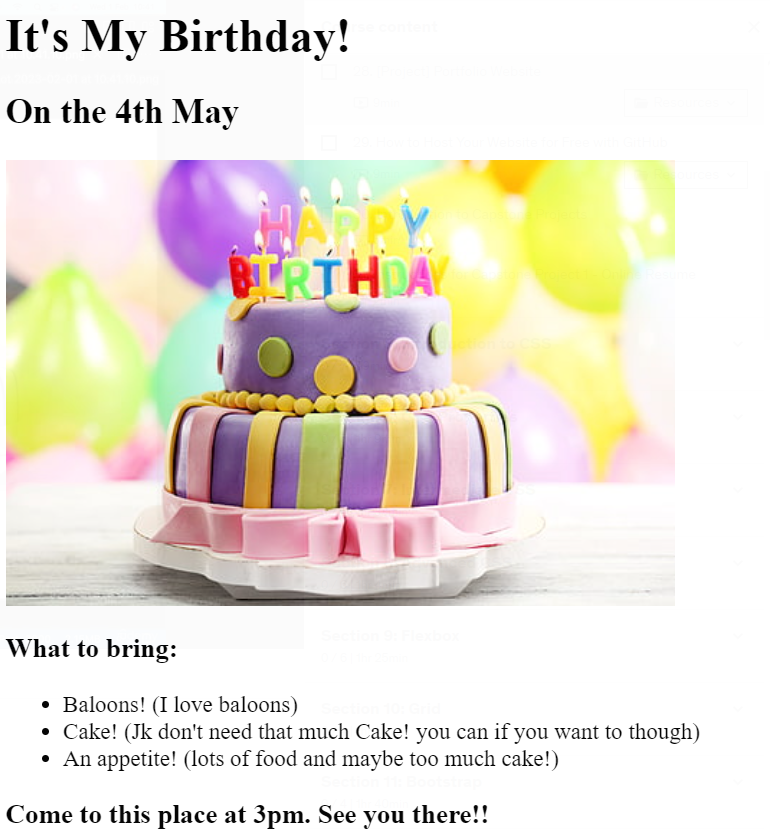 It's My Birthday!
On the 4th May
HAPPY
BIRTHDAY
What to bring:
Baloons! (I love baloons)
Cake! (Jk don't need that much Cake! you can if you want to though)
An appetite! (lots of food and maybe too much cake!)
Come to this place at 3pm. See you there!!